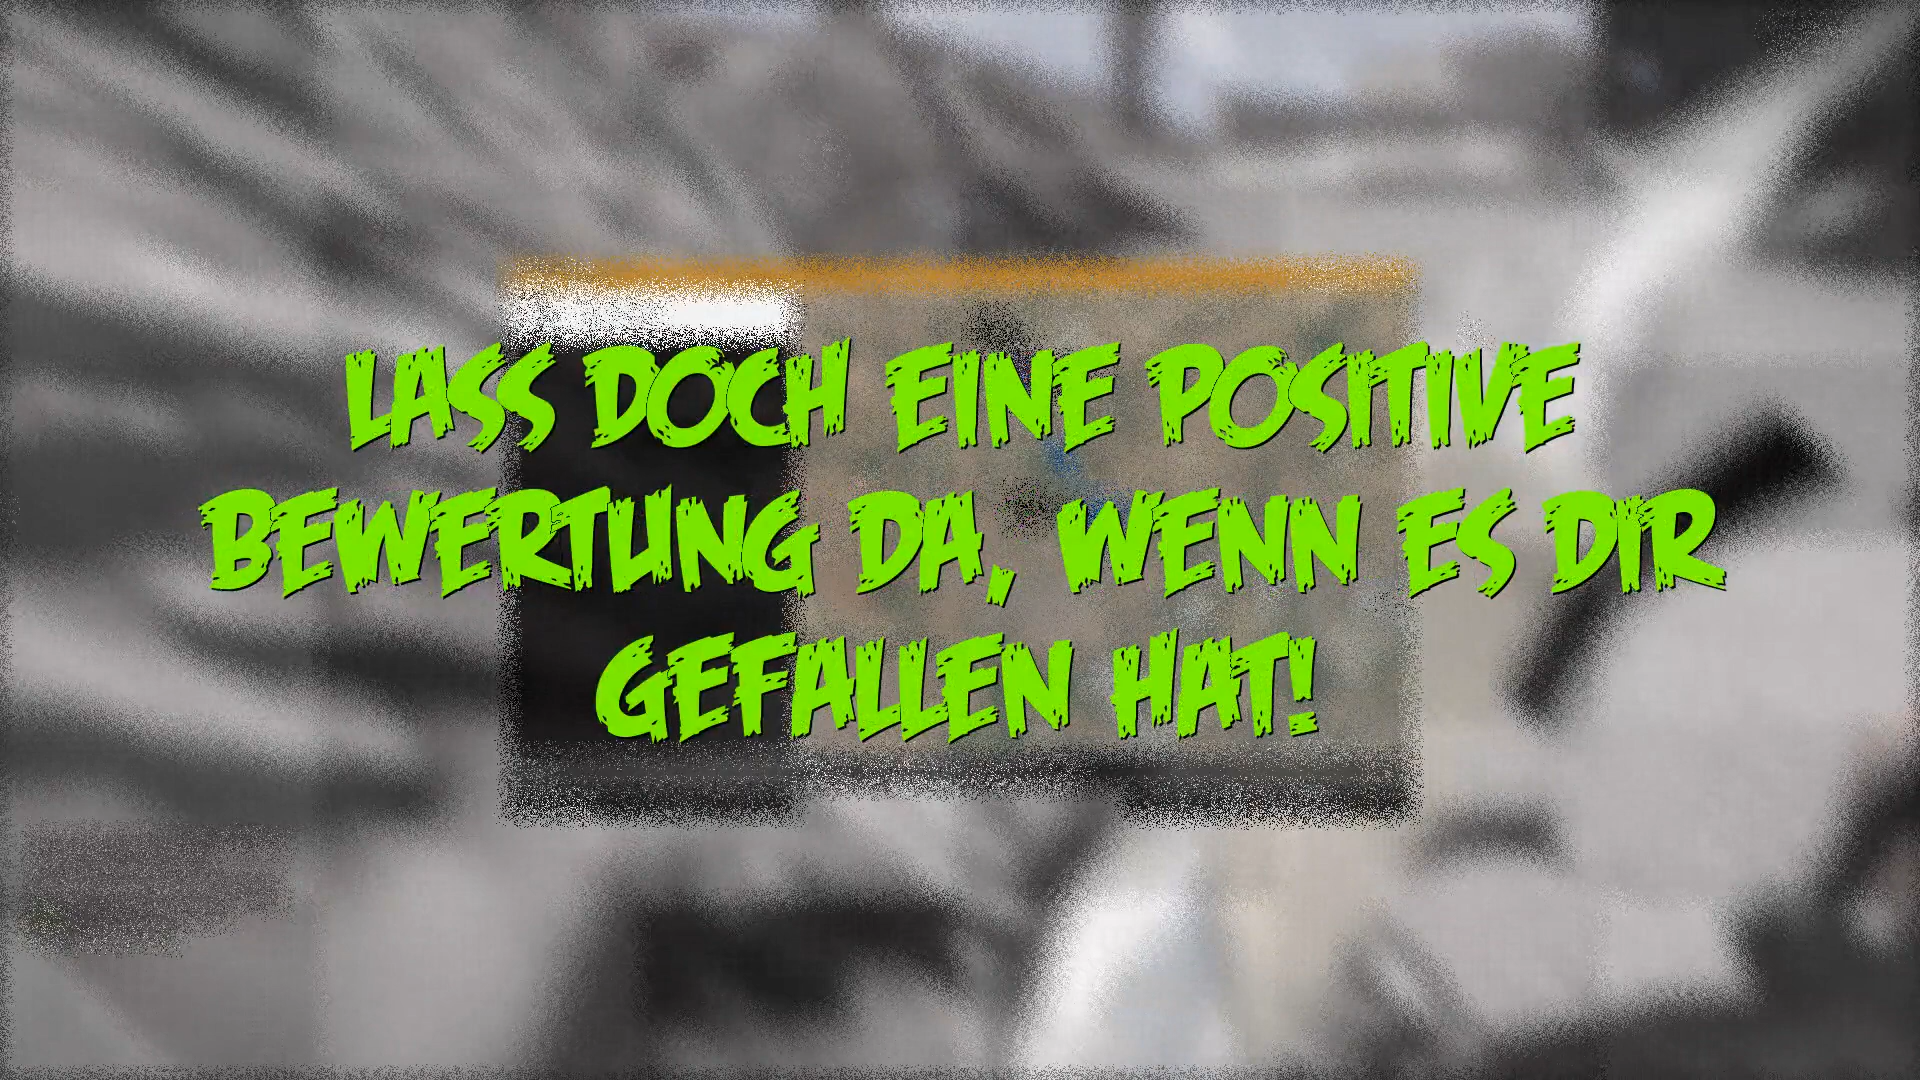 LASS DOCH EINE POSITIVE
BEWERTUNG DA, WENN ES DIR
GEFALLEN HAT!